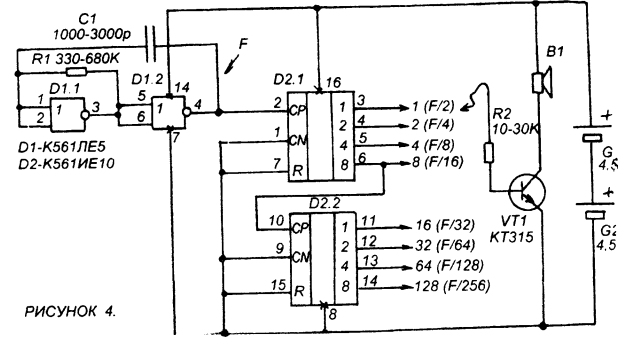 C1
1000-3000p
R1 330-680K
D1.1
D1.2
F
1
2
1
3
5
6
1
14
4
7
D1-К561ЛЕ5
D2-К561ИЕ10
D2.1
16
2 CP
1 CN
7 R
1 3 1 (F/2)
2 4 2 (F/4)
4 5 4 (F/8)
8 6 8 (F/16)
D2.2
10 CP
9 CN
15 R
1 11 16 (F/32)
2 12 32 (F/64)
4 13 64 (F/128)
8 14 128 (F/256)
8
R2
10-30K
B1
VT1
КТ315
+
G
4.5
+
G2
4.5
РИСУНОК 4.